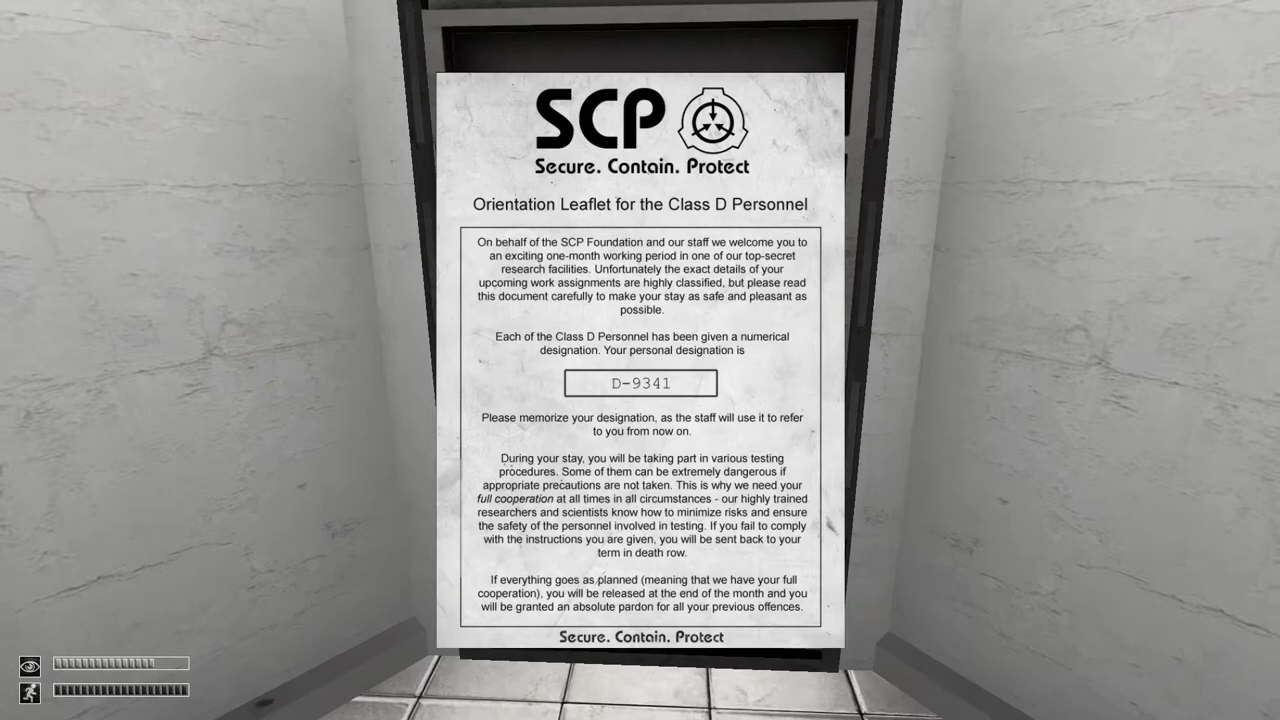 SCP
Secure. Contain. Protect
Orientation Leaflet for the Class D Personnel
On behalf of the SCP Foundation and our staff we welcome you to
an exciting one-month working period in one of our top-secret
research facilities. Unfortunately the exact details of your
upcoming work assignments are highly classified, but please read
this document carefully to make your stay as safe and pleasant as
possible.
Each of the Class D Personnel has been given a numerical
designation. Your personal designation is
D-9341
Please memorize your designation, as the staff will use it to refer
to you from now on.
During your stay, you will be taking part in various testing
procedures. Some of them can be extremely dangerous if
appropriate precautions are not taken. This is why we need your
full cooperation at all times in all circumstances - our highly trained
researchers and scientists know how to minimize risks and ensure
the safety of the personnel involved in testing. If you fail to comply
with the instructions you are given, you will be sent back to your
term in death row.
If everything goes as planned (meaning that we have your full
cooperation), you will be released at the end of the month and you
will be granted an absolute pardon for all your previous offences.
Secure. Contain. Protect